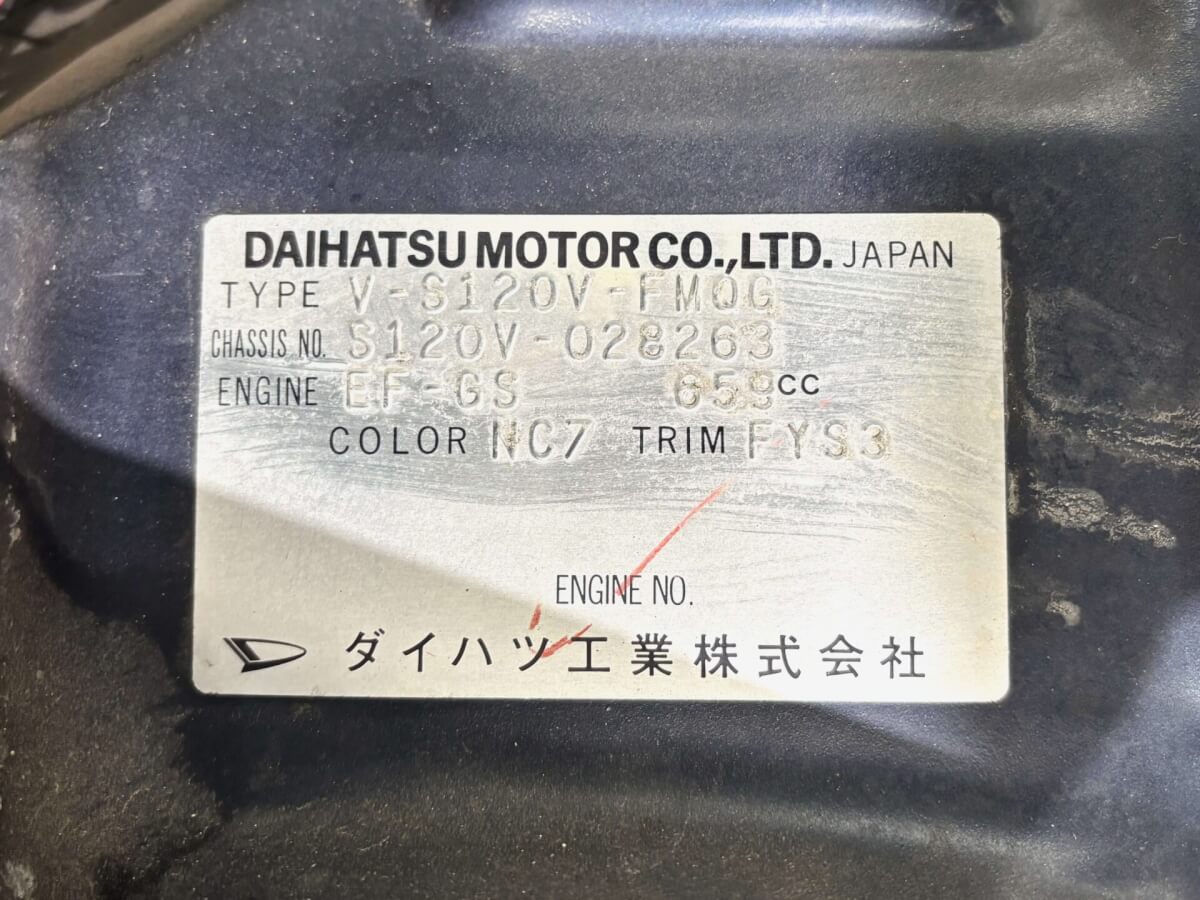 DAIHATSU MOTOR CO.,LTD. JAPAN
TYPE V-S120V-FMQG
CHASSIS NO. S120V-028263
ENGINE EF-GS 659cc
COLOR NC7 TRIM FYS3
ENGINE NO.
ダイハツ工業株式会社